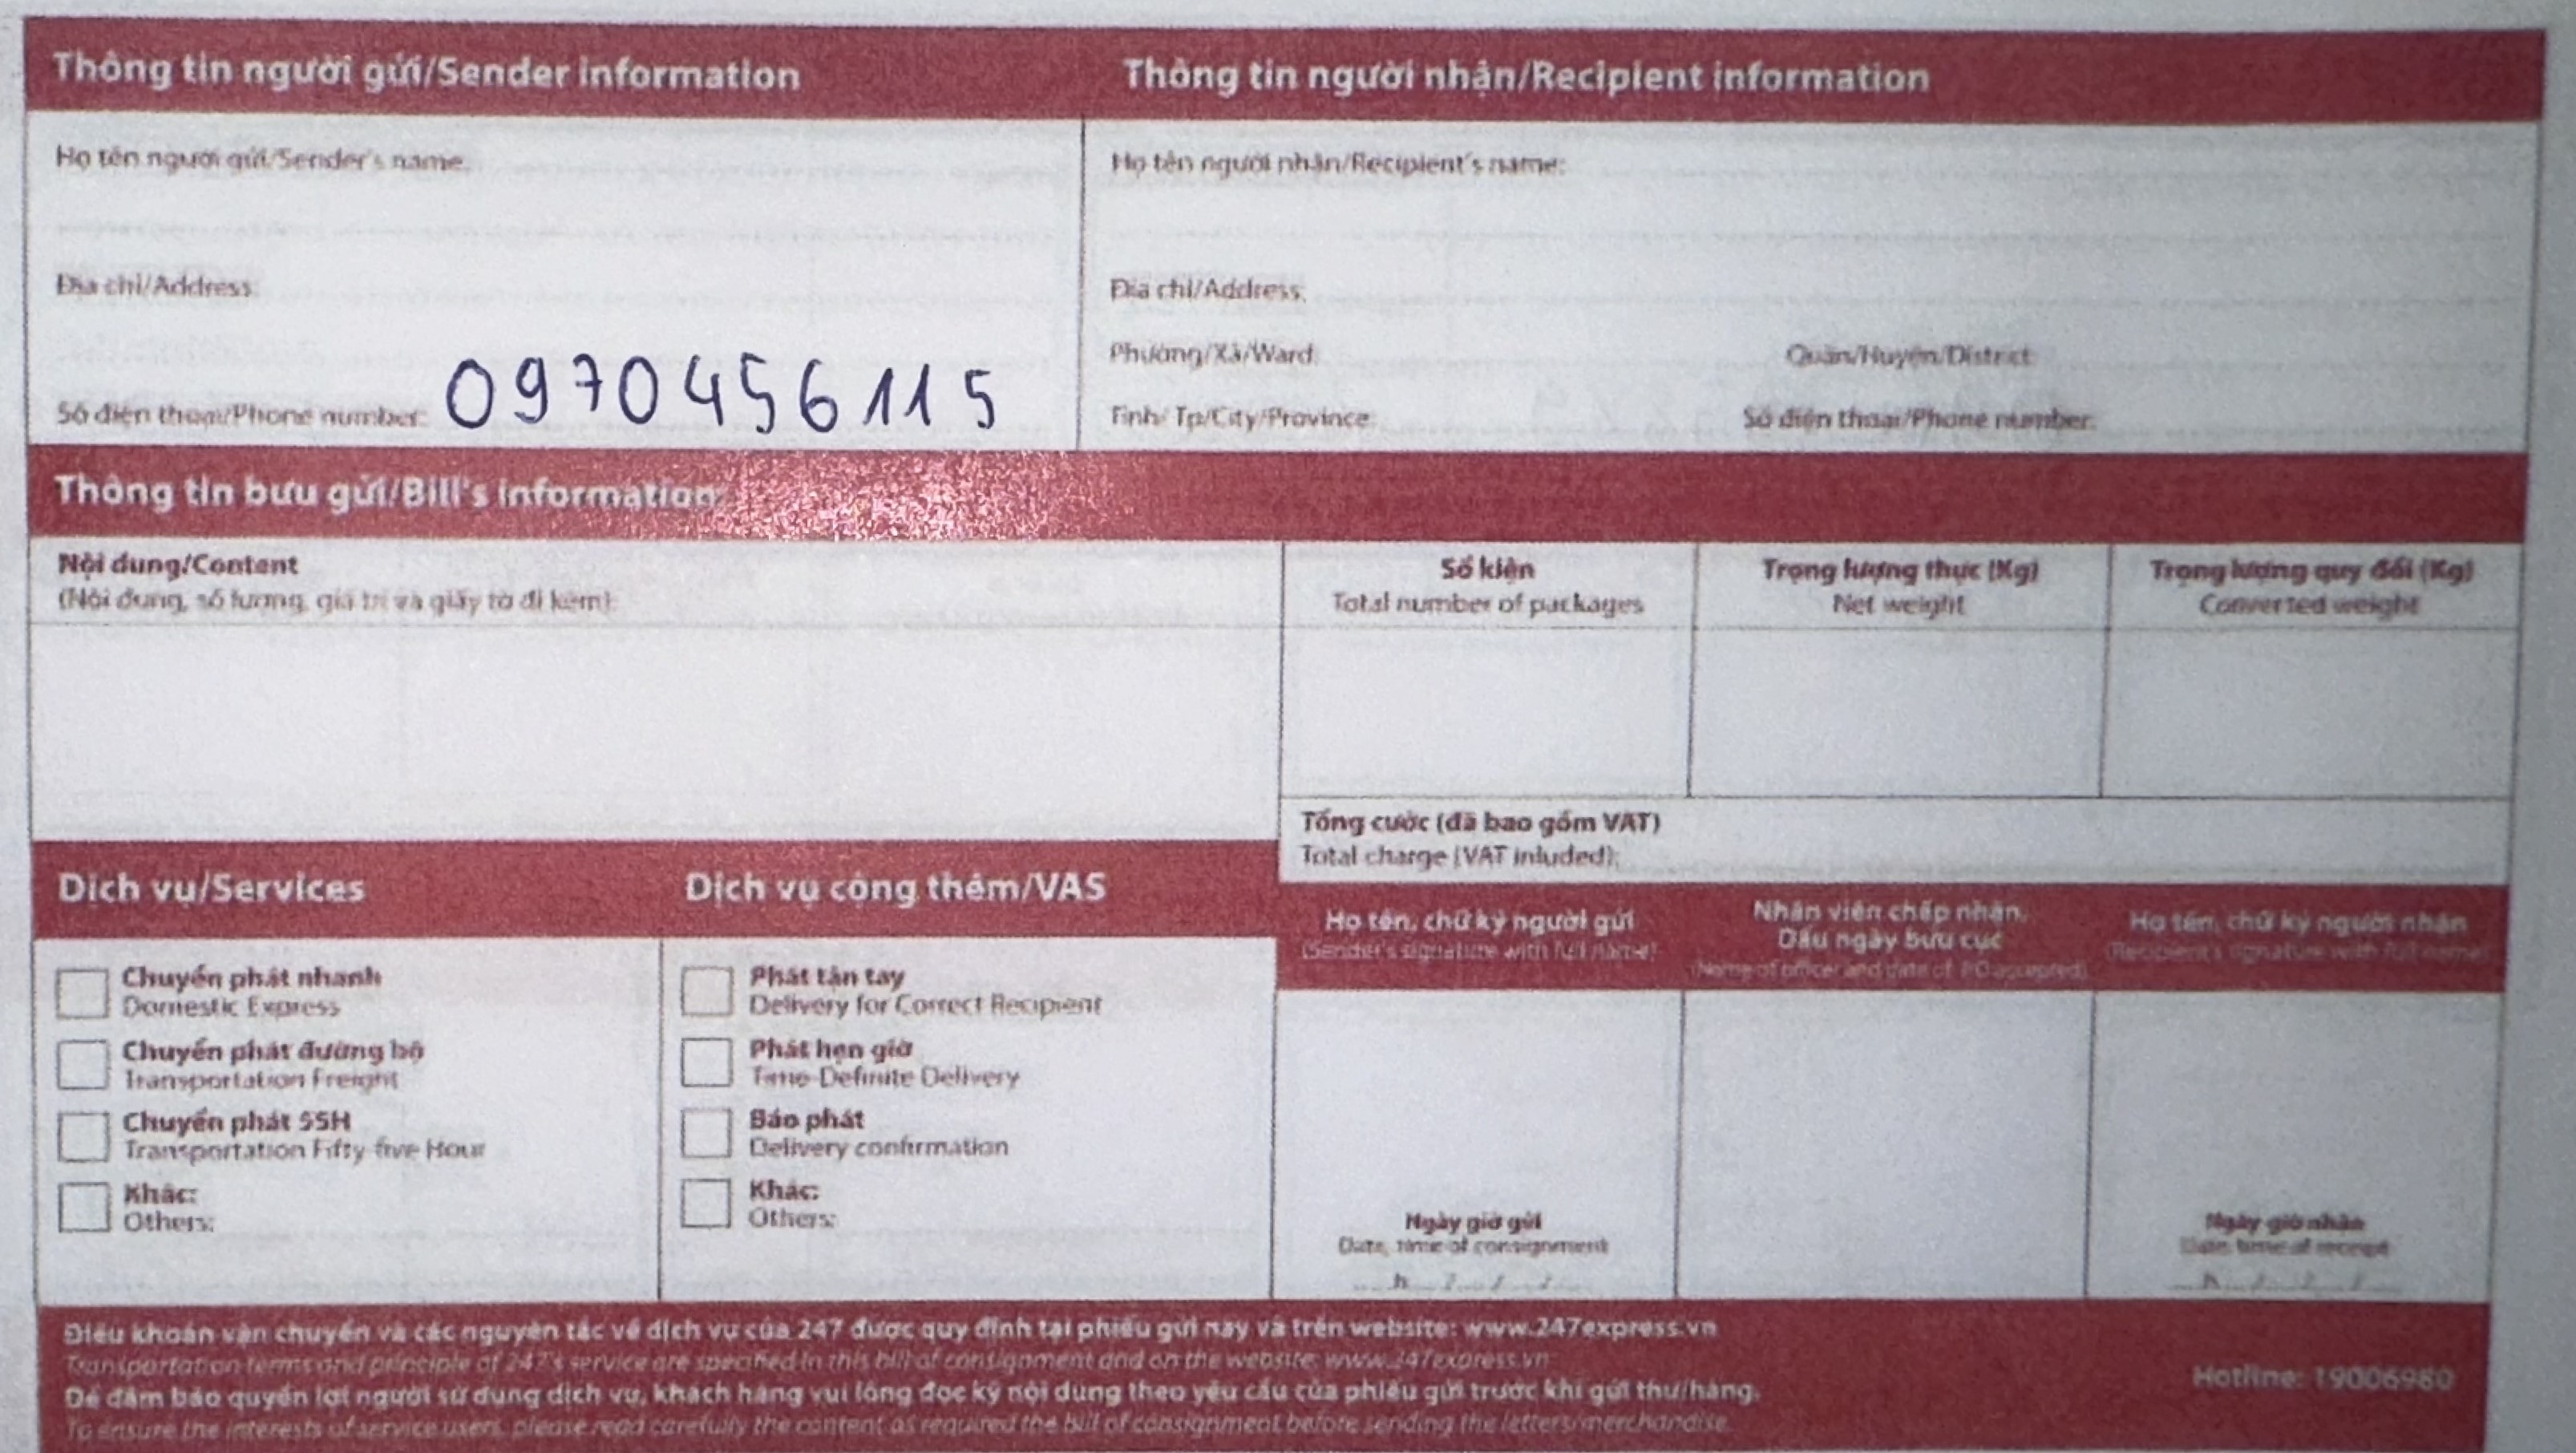 Thông tin người gửi/Sender information
Thông tin người nhận/Recipient information
Họ tên người gửi/Sender's name:
Họ tên người nhận/Recipient's name:
Địa chỉ/Address:
Địa chỉ/Address:
Phường/Xã/Ward:
Quận/Huyện/District:
Số điện thoại/Phone number: 0970456115
Tỉnh/ Tp/City/Province:
Số điện thoại/Phone number:
Thông tin bưu gửi/Bill's information
Nội dung/Content
(Nội dung, số lượng, giá trị và giấy tờ đi kèm):
Số kiện
Total number of packages
Trọng lượng thực (Kg)
Net weight
Trọng lượng quy đổi (Kg)
Converted weight
Tổng cước (đã bao gồm VAT)
Total charge (VAT inluded):
Dịch vụ/Services
Dịch vụ cộng thêm/VAS
Chuyển phát nhanh
Domestic Express
Chuyển phát đường bộ
Transportation Freight
Chuyển phát 55H
Transportation Fifty-five Hour
Khác:
Others:
Phát tận tay
Delivery for Correct Recipient
Phát hẹn giờ
Time-Definite Delivery
Báo phát
Delivery confirmation
Khác:
Others:
Họ tên, chữ ký người gửi
(Sender's signature with full name)
Nhân viên chấp nhận,
Dấu ngày bưu cục
(Name of officer and date of PO accepted)
Họ tên, chữ ký người nhận
(Recipient's signature with full name)
Ngày giờ gửi
Date, time of consignment
.....h...../...../.....
Ngày giờ nhận
Date, time of receipt
.....h...../...../.....
Điều khoản vận chuyển và các nguyên tắc về dịch vụ của 247 được quy định tại phiếu gửi này và trên website: www.247express.vn
Transportation terms and principle of 247's service are specified in this bill of consignment and on the website: www.247express.vn
Để đảm bảo quyền lợi người sử dụng dịch vụ, khách hàng vui lòng đọc kỹ nội dung theo yêu cầu của phiếu gửi trước khi gửi thư/hàng.
To ensure the interests of service users, please read carefully the content as required the bill of consignment before sending the letters/merchandise.
Hotline: 19006980